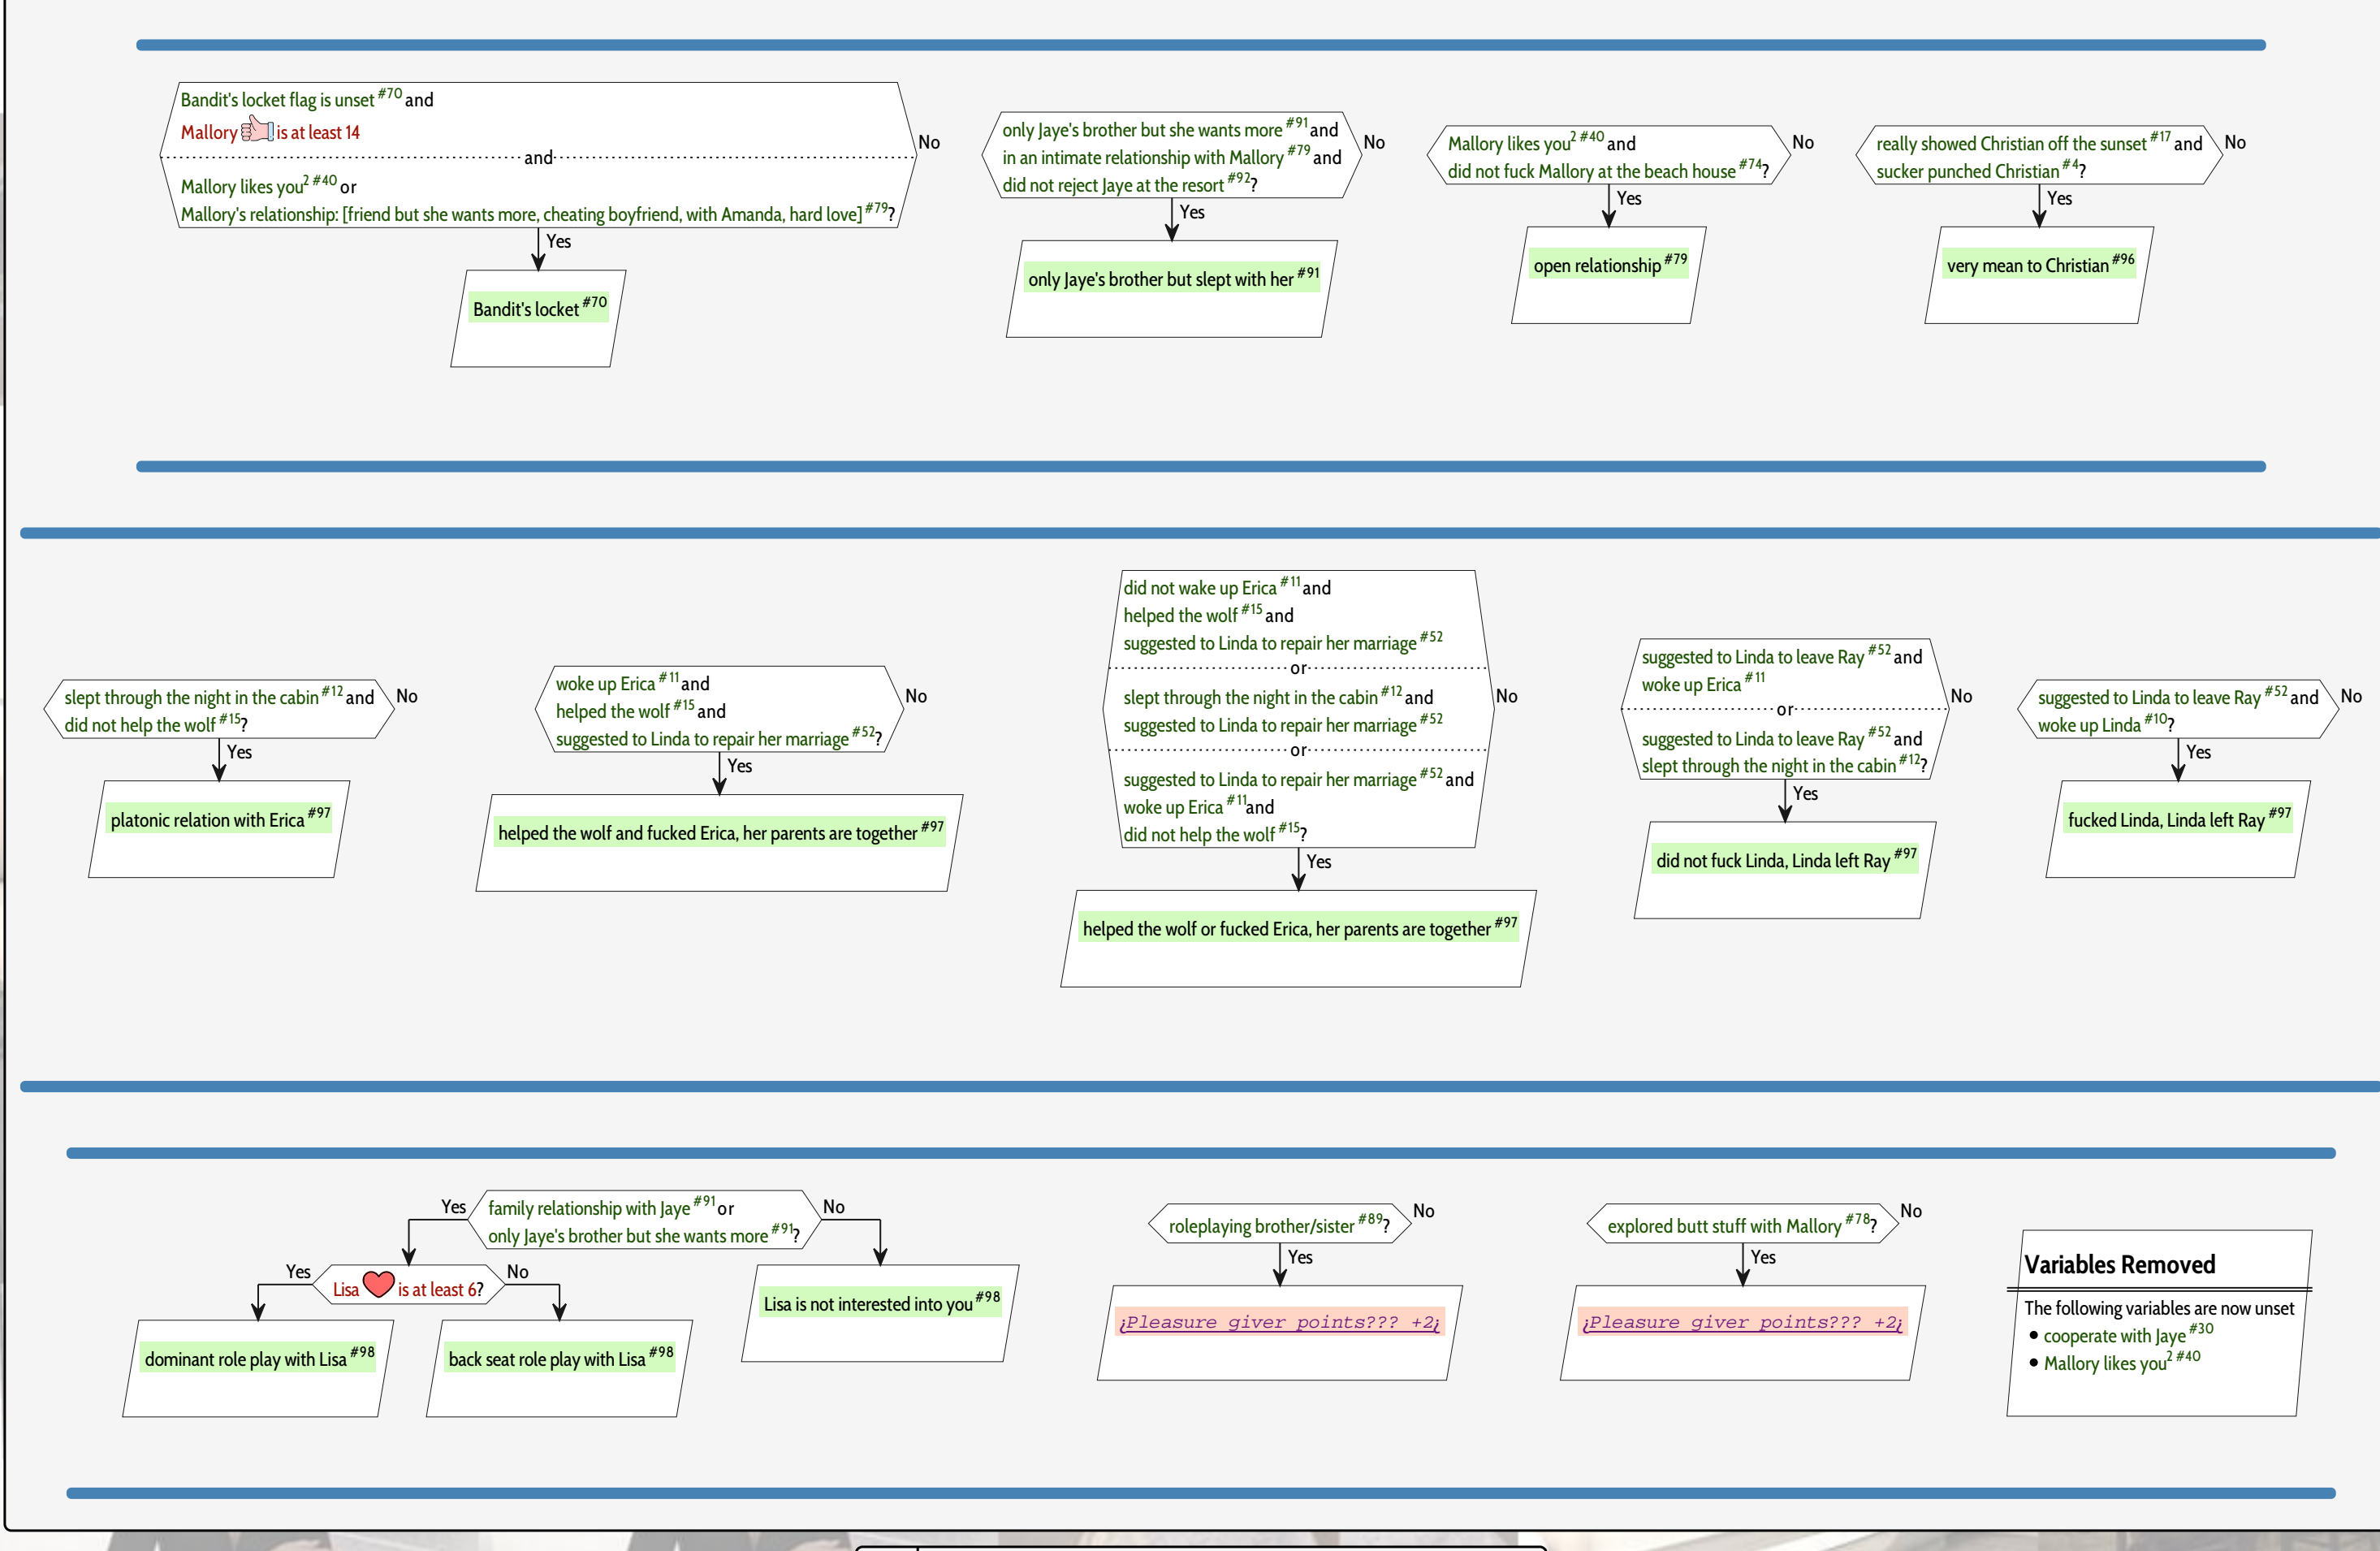 Bandit's locket flag is unset #70 and
Mallory is at least 14
and
Mallory likes you2 #40 or
Mallory's relationship: [friend but she wants more, cheating boyfriend, with Amanda, hard love] #79?
No
Yes
Bandit's locket #70
only Jaye's brother but she wants more #91 and
in an intimate relationship with Mallory #79 and
did not reject Jaye at the resort #92?
No
Yes
only Jaye's brother but slept with her #91
Mallory likes you2 #40 and
did not fuck Mallory at the beach house #74?
No
Yes
open relationship #79
really showed Christian off the sunset #17 and
sucker punched Christian #4?
No
Yes
very mean to Christian #96
slept through the night in the cabin #12 and
did not help the wolf #15?
No
Yes
platonic relation with Erica #97
woke up Erica #11 and
helped the wolf #15 and
suggested to Linda to repair her marriage #52?
No
Yes
helped the wolf and fucked Erica, her parents are together #97
did not wake up Erica #11 and
helped the wolf #15 and
suggested to Linda to repair her marriage #52
or
slept through the night in the cabin #12 and
suggested to Linda to repair her marriage #52
or
suggested to Linda to repair her marriage #52 and
woke up Erica #11 and
did not help the wolf #15?
No
Yes
helped the wolf or fucked Erica, her parents are together #97
suggested to Linda to leave Ray #52 and
woke up Erica #11
or
suggested to Linda to leave Ray #52 and
slept through the night in the cabin #12?
No
Yes
did not fuck Linda, Linda left Ray #97
suggested to Linda to leave Ray #52 and
woke up Linda #10?
No
Yes
fucked Linda, Linda left Ray #97
family relationship with Jaye #91 or
only Jaye's brother but she wants more #91?
Yes
No
Lisa is at least 6?
Yes
No
dominant role play with Lisa #98
back seat role play with Lisa #98
Lisa is not interested into you #98
roleplaying brother/sister #89?
No
Yes
¿Pleasure giver points??? +2¿
explored butt stuff with Mallory #78?
No
Yes
¿Pleasure giver points??? +2¿
Variables Removed
The following variables are now unset
• cooperate with Jaye #30
• Mallory likes you2 #40